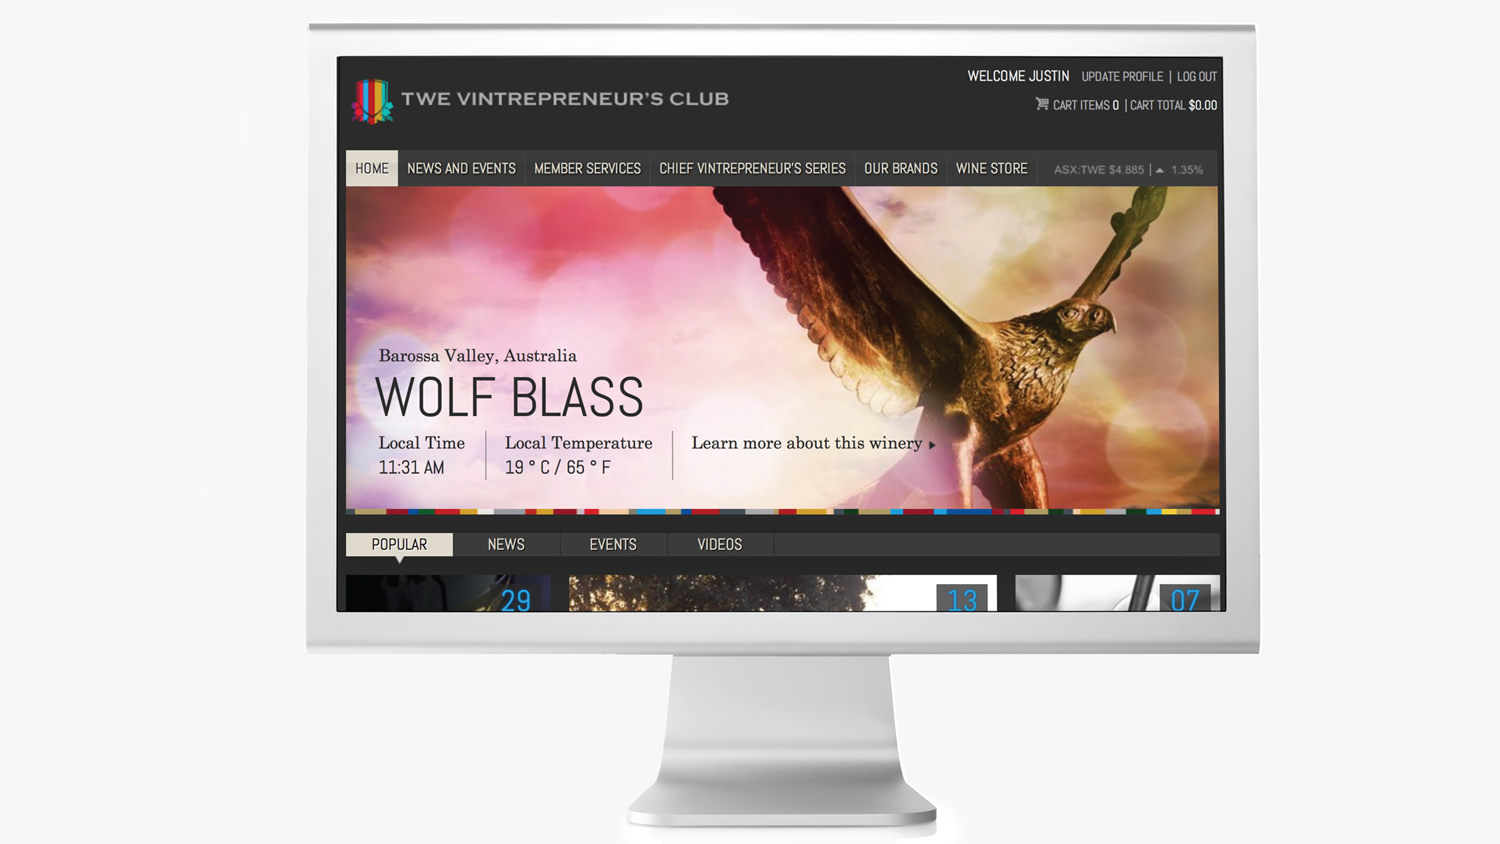 TWE VINTREPRENEUR'S CLUB
WELCOME JUSTIN UPDATE PROFILE | LOG OUT
CART ITEMS 0 | CART TOTAL $0.00
HOME NEWS AND EVENTS MEMBER SERVICES CHIEF VINTREPRENEUR'S SERIES OUR BRANDS WINE STORE ASX:TWE $4.885 | ▲ 1.35%
Barossa Valley, Australia
WOLF BLASS
Local Time Local Temperature Learn more about this winery ▸
11:31 AM 19 ° C / 65 ° F
POPULAR NEWS EVENTS VIDEOS
29 13 07